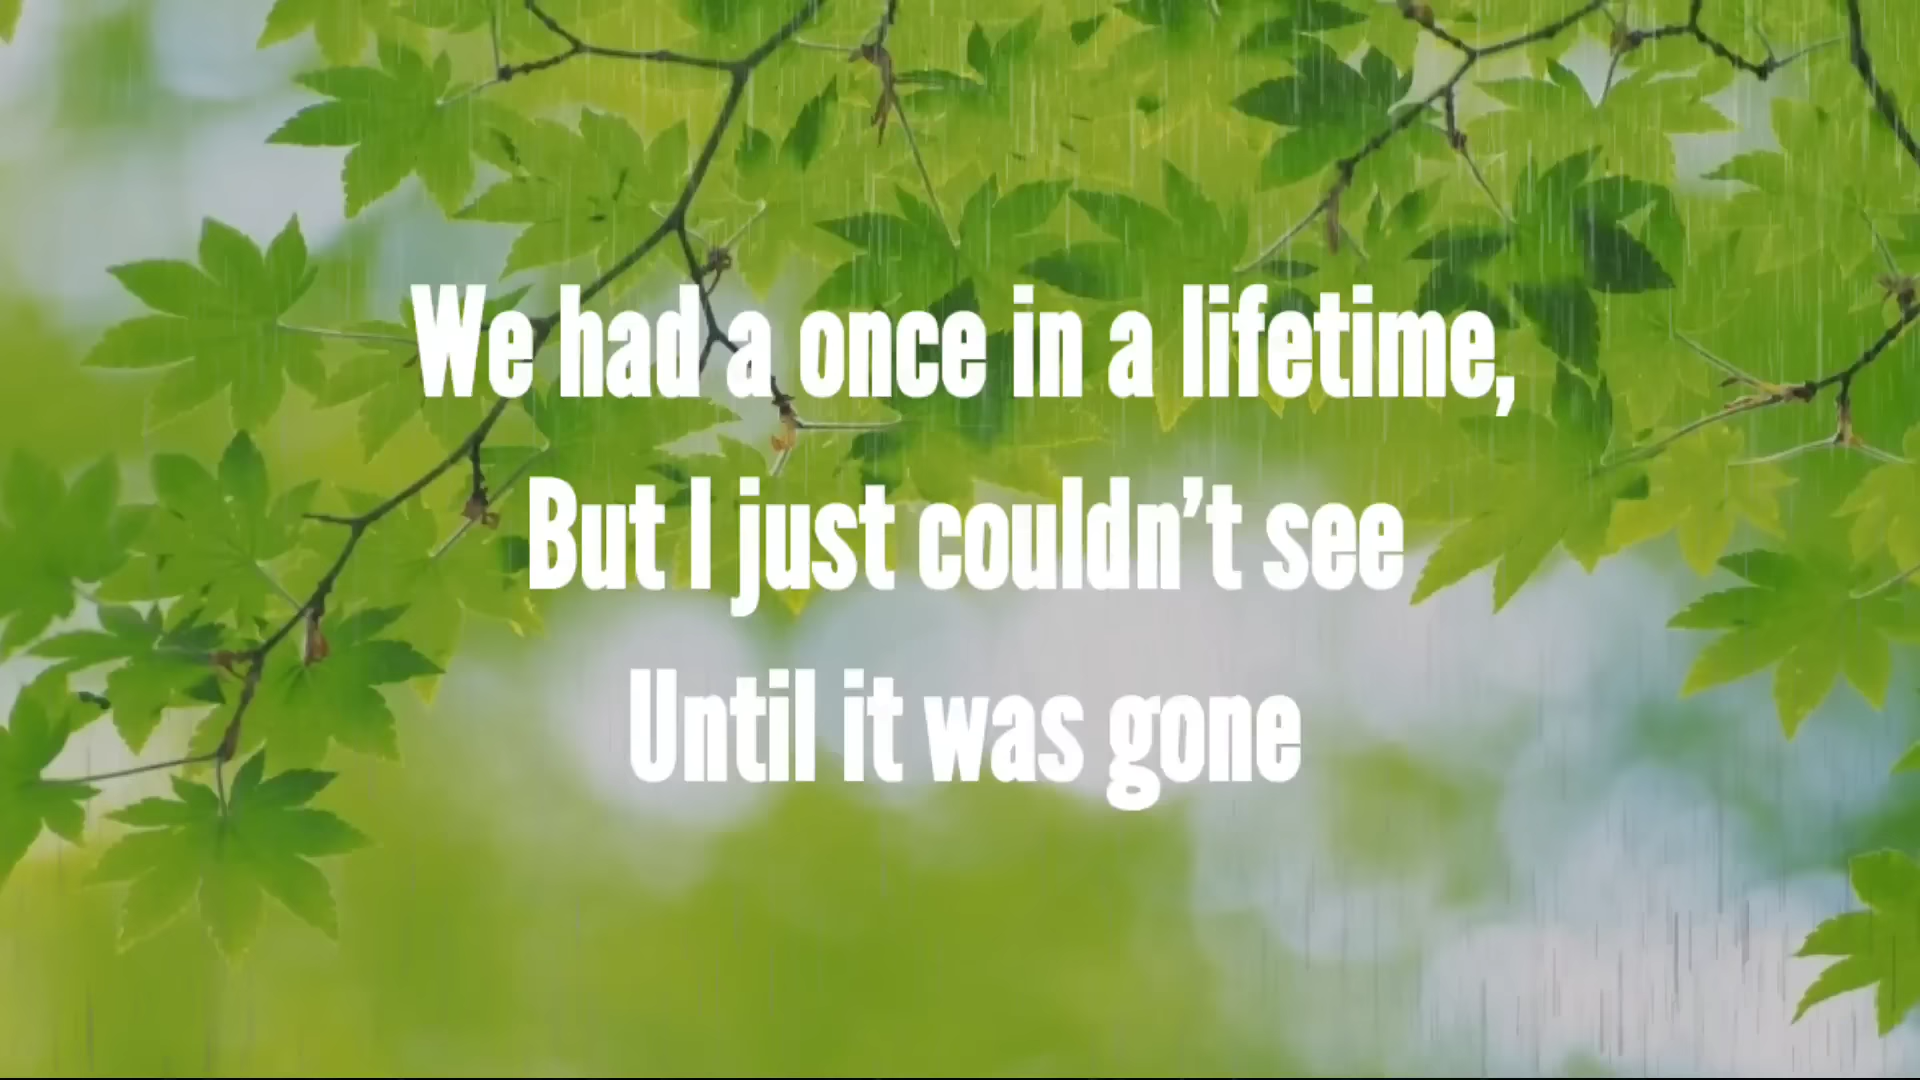 We had a once in a lifetime,
But I just couldn’t see
Until it was gone